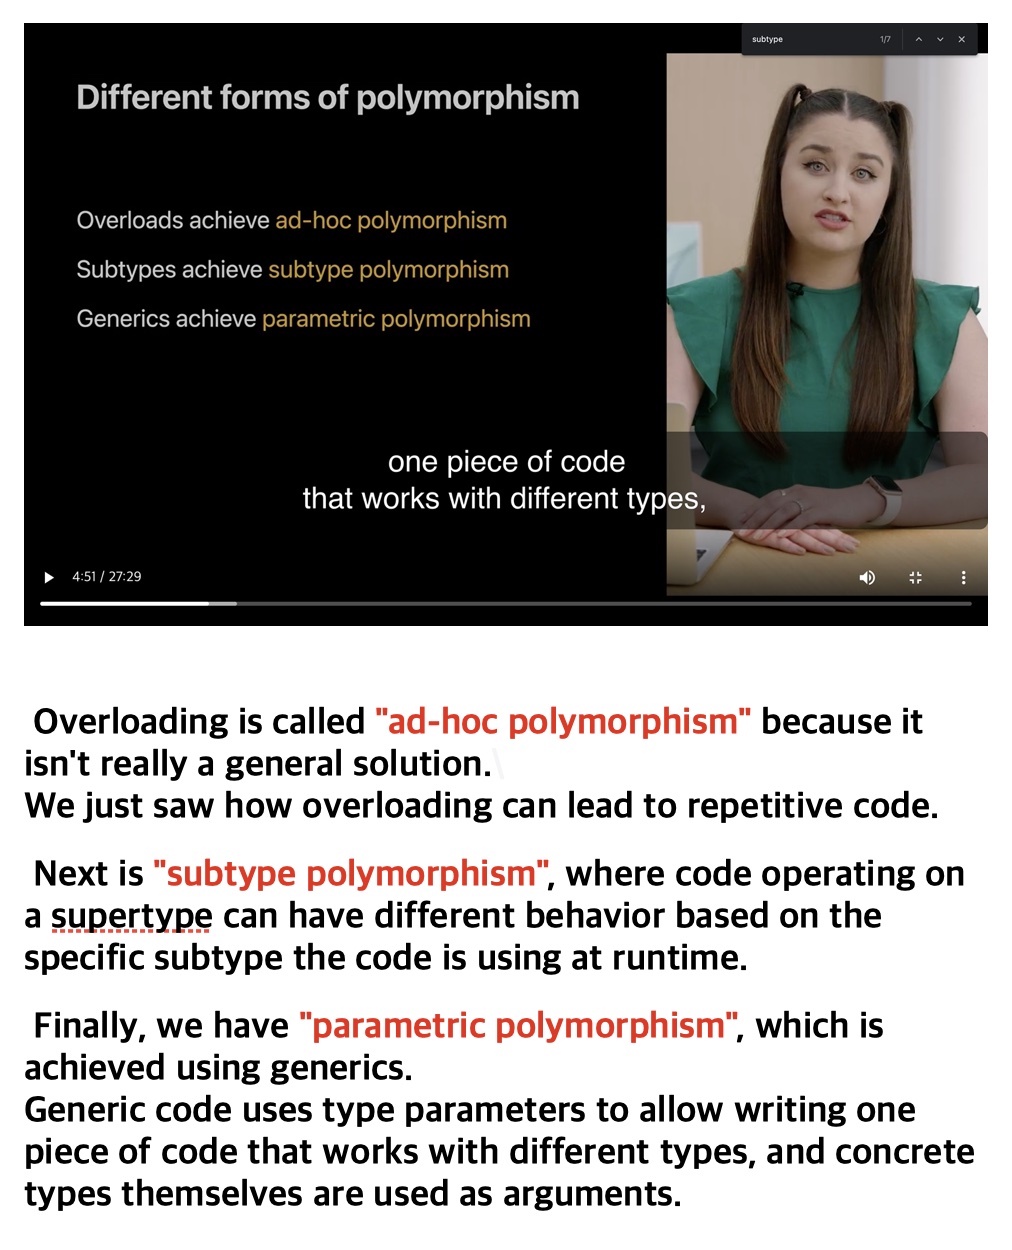 subtype
1/7
Different forms of polymorphism
Overloads achieve ad-hoc polymorphism
Subtypes achieve subtype polymorphism
Generics achieve parametric polymorphism
one piece of code
that works with different types,
4:51 / 27:29
Overloading is called "ad-hoc polymorphism" because it
isn't really a general solution.
We just saw how overloading can lead to repetitive code.
Next is "subtype polymorphism", where code operating on
a supertype can have different behavior based on the
specific subtype the code is using at runtime.
Finally, we have "parametric polymorphism", which is
achieved using generics.
Generic code uses type parameters to allow writing one
piece of code that works with different types, and concrete
types themselves are used as arguments.